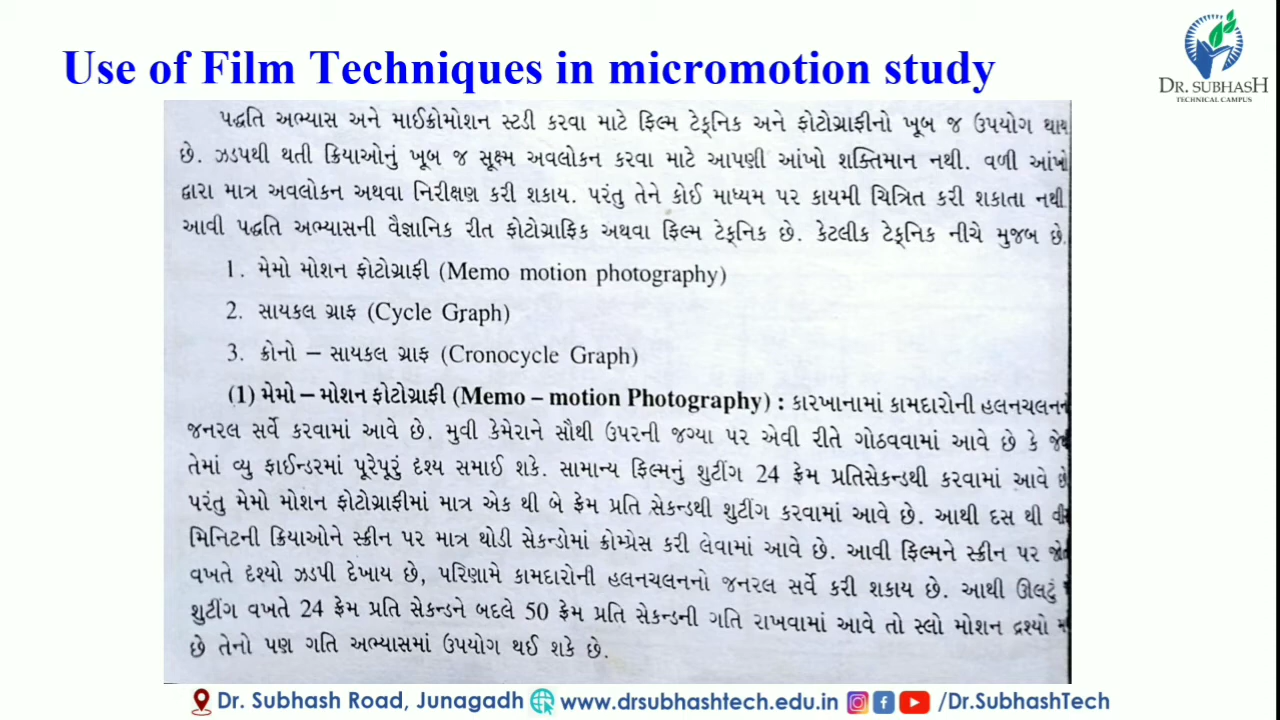 Use of Film Techniques in micromotion study
DR. SUBHASH
TECHNICAL CAMPUS
પદ્ધતિ અભ્યાસ અને માઈક્રોમોશન સ્ટડી કરવા માટે ફિલ્મ ટેક્નિક અને ફોટોગ્રાફીનો ખૂબ જ ઉપયોગ થાય
છે. ઝડપથી થતી ક્રિયાઓનું ખૂબ જ સૂક્ષ્મ અવલોકન કરવા માટે આપણી આંખો શક્તિમાન નથી. વળી આંખો
દ્વારા માત્ર અવલોકન અથવા નિરીક્ષણ કરી શકાય. પરંતુ તેને કોઈ માધ્યમ પર કાયમી ચિત્રિત કરી શકાતા નથી
આવી પદ્ધતિ અભ્યાસની વૈજ્ઞાનિક રીત ફોટોગ્રાફિક અથવા ફિલ્મ ટેક્નિક છે. કેટલીક ટેક્નિક નીચે મુજબ છે.
1. મેમો મોશન ફોટોગ્રાફી (Memo motion photography)
2. સાયકલ ગ્રાફ (Cycle Graph)
3. ક્રોનો – સાયકલ ગ્રાફ (Cronocycle Graph)
(1) મેમો – મોશન ફોટોગ્રાફી (Memo – motion Photography) : કારખાનામાં કામદારોની
જનરલ સર્વે કરવામાં આવે છે. મુવી કેમેરાને સૌથી ઉપરની જગ્યા પર એવી રીતે ગોઠવવામાં આવે છે કે
તેમાં વ્યુ ફાઈન્ડરમાં પૂરેપૂરું દૃશ્ય સમાઈ શકે. સામાન્ય ફિલ્મનું શુટીંગ 24 ફ્રેમ પ્રતિસેકન્ડથી કરવામાં આવે છે
પરંતુ મેમો મોશન ફોટોગ્રાફીમાં માત્ર એક થી બે ફ્રેમ પ્રતિ સેકન્ડથી શુટીંગ કરવામાં આવે છે. આથી દસ થી
મિનિટની ક્રિયાઓને સ્ક્રીન પર માત્ર થોડી સેકન્ડોમાં ક્રોમ્પ્રેસ કરી લેવામાં આવે છે. આવી ફિલ્મને સ્ક્રીન પર
વખતે દૃશ્યો ઝડપી દેખાય છે, પરિણામે કામદારોની હલનચલનનો જનરલ સર્વે કરી શકાય છે. આથી ઊલટું
શુટીંગ વખતે 24 ફ્રેમ પ્રતિ સેકન્ડને બદલે 50 ફ્રેમ પ્રતિ સેકન્ડની ગતિ રાખવામાં આવે તો સ્લો મોશન દ્રશ્યો
છે તેનો પણ ગતિ અભ્યાસમાં ઉપયોગ થઈ શકે છે.
Dr. Subhash Road, Junagadh www.drsubhashtech.edu.in /Dr.SubhashTech